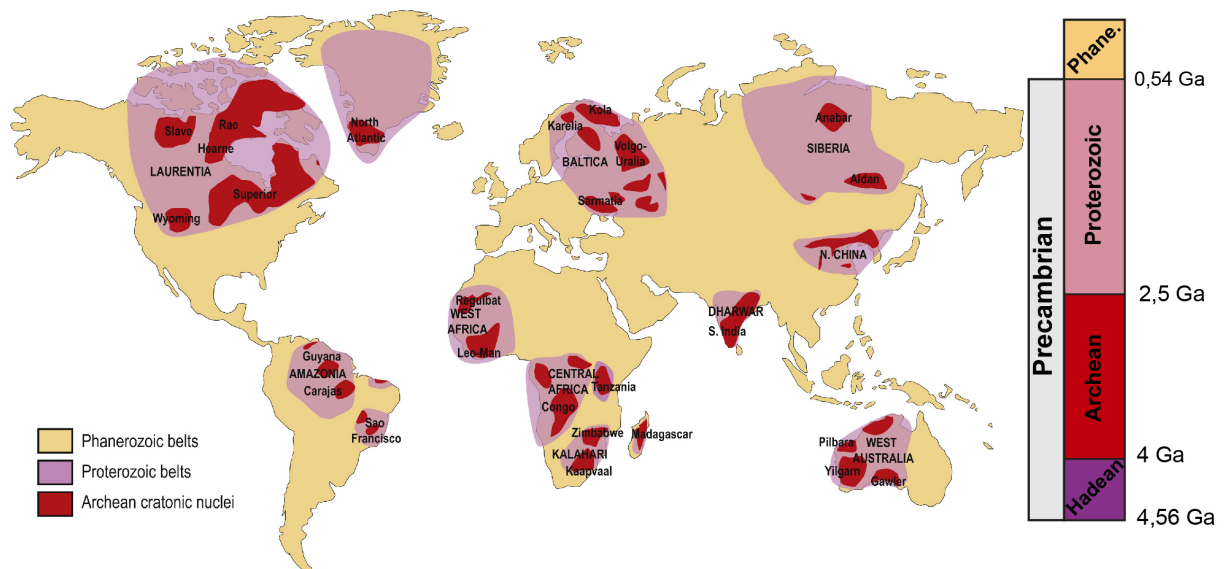 Slave
Rae
Hearne
LAURENTIA
Superior
Wyoming
North
Atlantic
Kola
Karelia
Volgo-
Uralia
BALTICA
Sarmatia
Anabar
SIBERIA
Aldan
N. CHINA
Reguibat
WEST
AFRICA
Leo-Man
DHARWAR
S. India
Guyana
AMAZONIA
Carajas
Sao
Francisco
CENTRAL
AFRICA
Tanzania
Congo
Zimbabwe
Madagascar
KALAHARI
Kaapvaal
Pilbara
WEST
AUSTRALIA
Yilgarn
Gawler
Phanerozoic belts
Proterozoic belts
Archean cratonic nuclei
Phane.
0,54 Ga
Proterozoic
Precambrian
2,5 Ga
Archean
4 Ga
Hadean
4,56 Ga